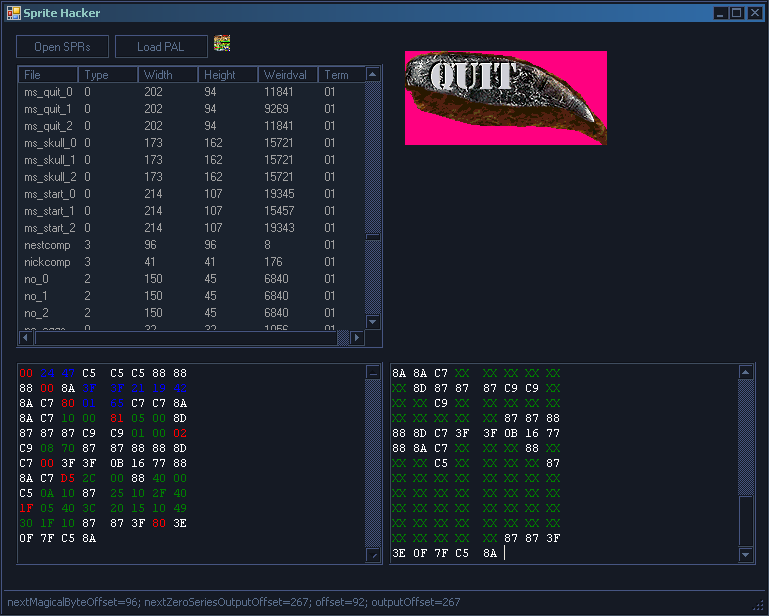 Sprite Hacker
Open SPRs Load PAL
File Type Width Height Weirdval Term
ms_quit_0 0 202 94 11841 01
ms_quit_1 0 202 94 9269 01
ms_quit_2 0 202 94 11841 01
ms_skull_0 0 173 162 15721 01
ms_skull_1 0 173 162 15721 01
ms_skull_2 0 173 162 15721 01
ms_start_0 0 214 107 19345 01
ms_start_1 0 214 107 15457 01
ms_start_2 0 214 107 19343 01
nestcomp 3 96 96 8 01
nickcomp 3 41 41 176 01
no_0 2 150 45 6840 01
no_1 2 150 45 6840 01
no_2 2 150 45 6840 01
QUIT
00 C5 C5 C5 88 88
88 00 8A
8A C7 80 C7 C7 8A
8A C7 10 00 81 05 00 8D
87 87 87 C9 C9 01 00 02
C9 08 70 87 87 88 88 8D
C7 00 3F 3F 0B 16 77 88
8A C7 D5 2C 00 88 40 00
C5 0A 10 87 25 10 2F 40
1F 05 40 3C 20 15 10 49
30 1F 10 87 87 3F 80 3E
0F 7F C5 8A
8A 8A C7 XX XX XX XX XX
XX 8D 87 87 87 C9 C9 XX
XX XX C9 XX XX XX XX XX
XX XX XX XX XX 87 87 88
88 8D C7 3F 3F 0B 16 77
88 8A C7 XX XX XX 88 XX
XX XX C5 XX XX XX XX 87
XX XX XX XX XX XX XX XX
XX XX XX XX XX XX XX XX
XX XX XX XX XX XX XX XX
XX XX XX XX XX XX XX XX
XX XX XX XX XX 87 87 3F
3E 0F 7F C5 8A
nextMagicalByteOffset=96; nextZeroSeriesOutputOffset=267; offset=92; outputOffset=267